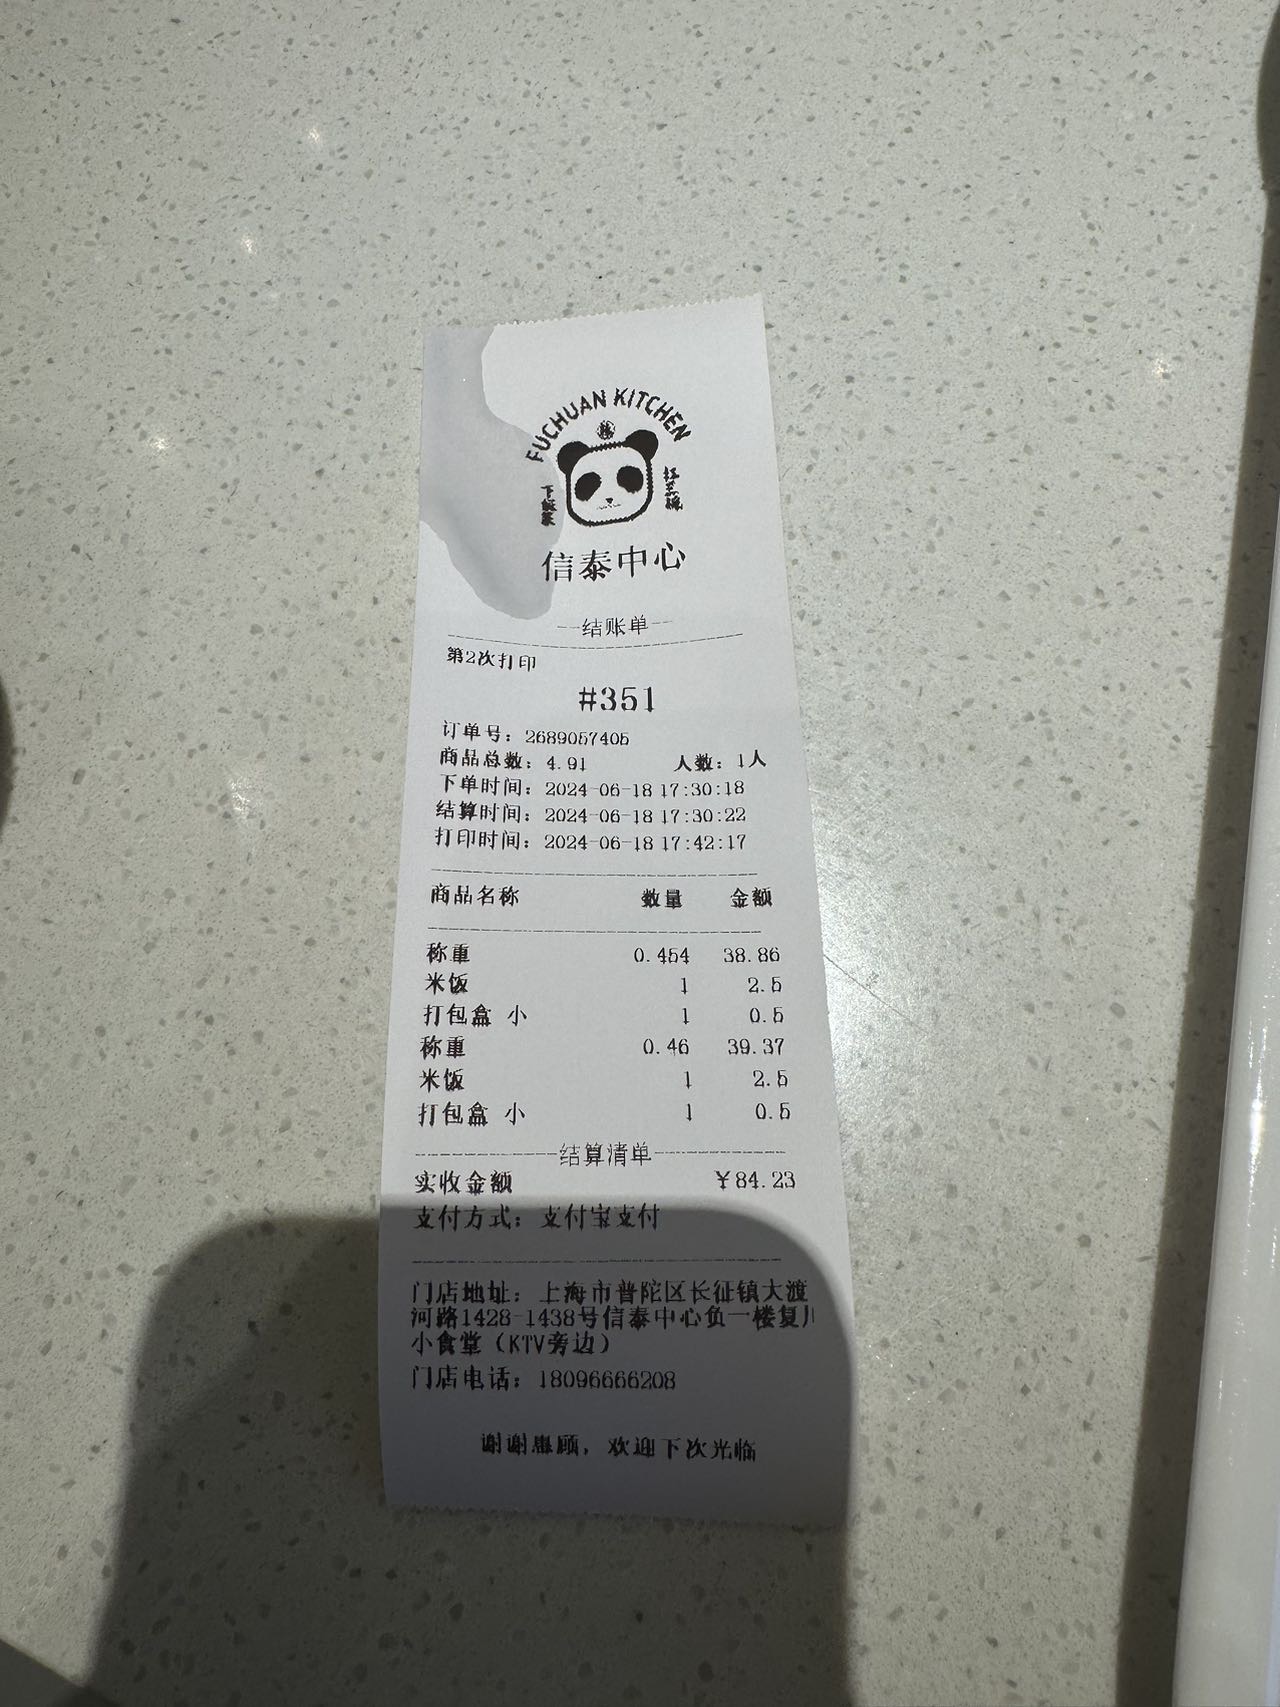 FUCHUAN KITCHEN
下飯菜
信泰中心
结账单
第2次打印
#351
订单号：2689057405
商品总数：4.91 人数：1人
下单时间：2024-06-18 17:30:18
结算时间：2024-06-18 17:30:22
打印时间：2024-06-18 17:42:17
商品名称 数量 金额
称重 0.454 38.86
米饭 1 2.5
打包盒 小 1 0.5
称重 0.46 39.37
米饭 1 2.5
打包盒 小 1 0.5
结算清单
实收金额 ￥84.23
支付方式：支付宝支付
门店地址：上海市普陀区长征镇大渡
河路1428-1438号信泰中心负一楼复川
小食堂（KTV旁边）
门店电话：18096666208
谢谢惠顾，欢迎下次光临